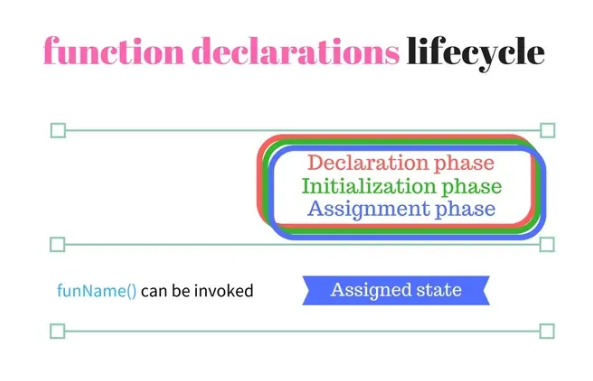 function declarations lifecycle
Declaration phase
Initialization phase
Assignment phase
funName() can be invoked
Assigned state